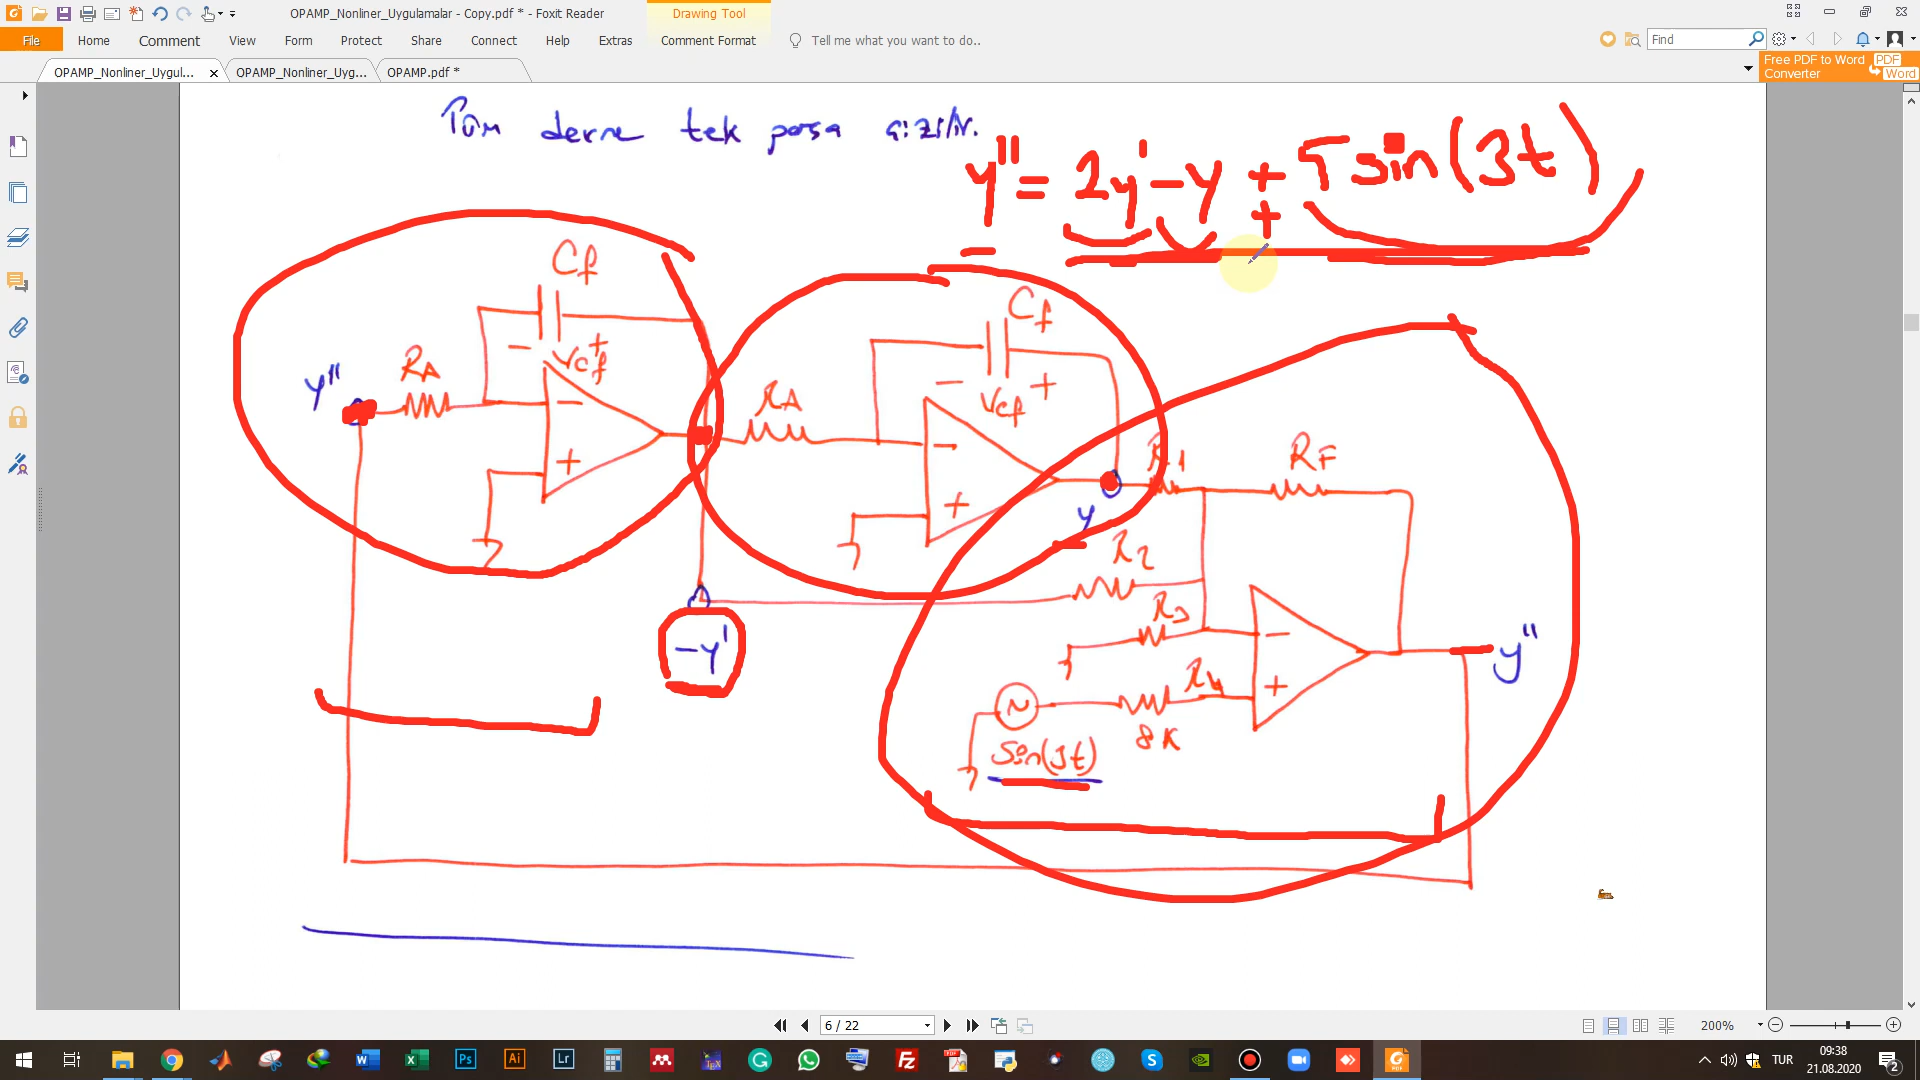 OPAMP_Nonliner_Uygulamalar - Copy.pdf * - Foxit Reader
Drawing Tool
File Home Comment View Form Protect Share Connect Help Extras Comment Format Tell me what you want to do.. Find
OPAMP_Nonliner_Uygul... OPAMP_Nonliner_Uyg... OPAMP.pdf *
Free PDF to Word Converter
PDF
Word
Tüm devre tek parça çizilir.
y'' = 2y' - y + 5 sin(3t)
+
Cf
Cf
y''
RA
- Vcf +
RA
- Vcf +
-
+
-
+
R1
RF
y
R2
R3
-y'
-
+
y''
R4
N
8K
Sin(3t)
6 / 22
200%
TUR
09:38
21.08.2020
2